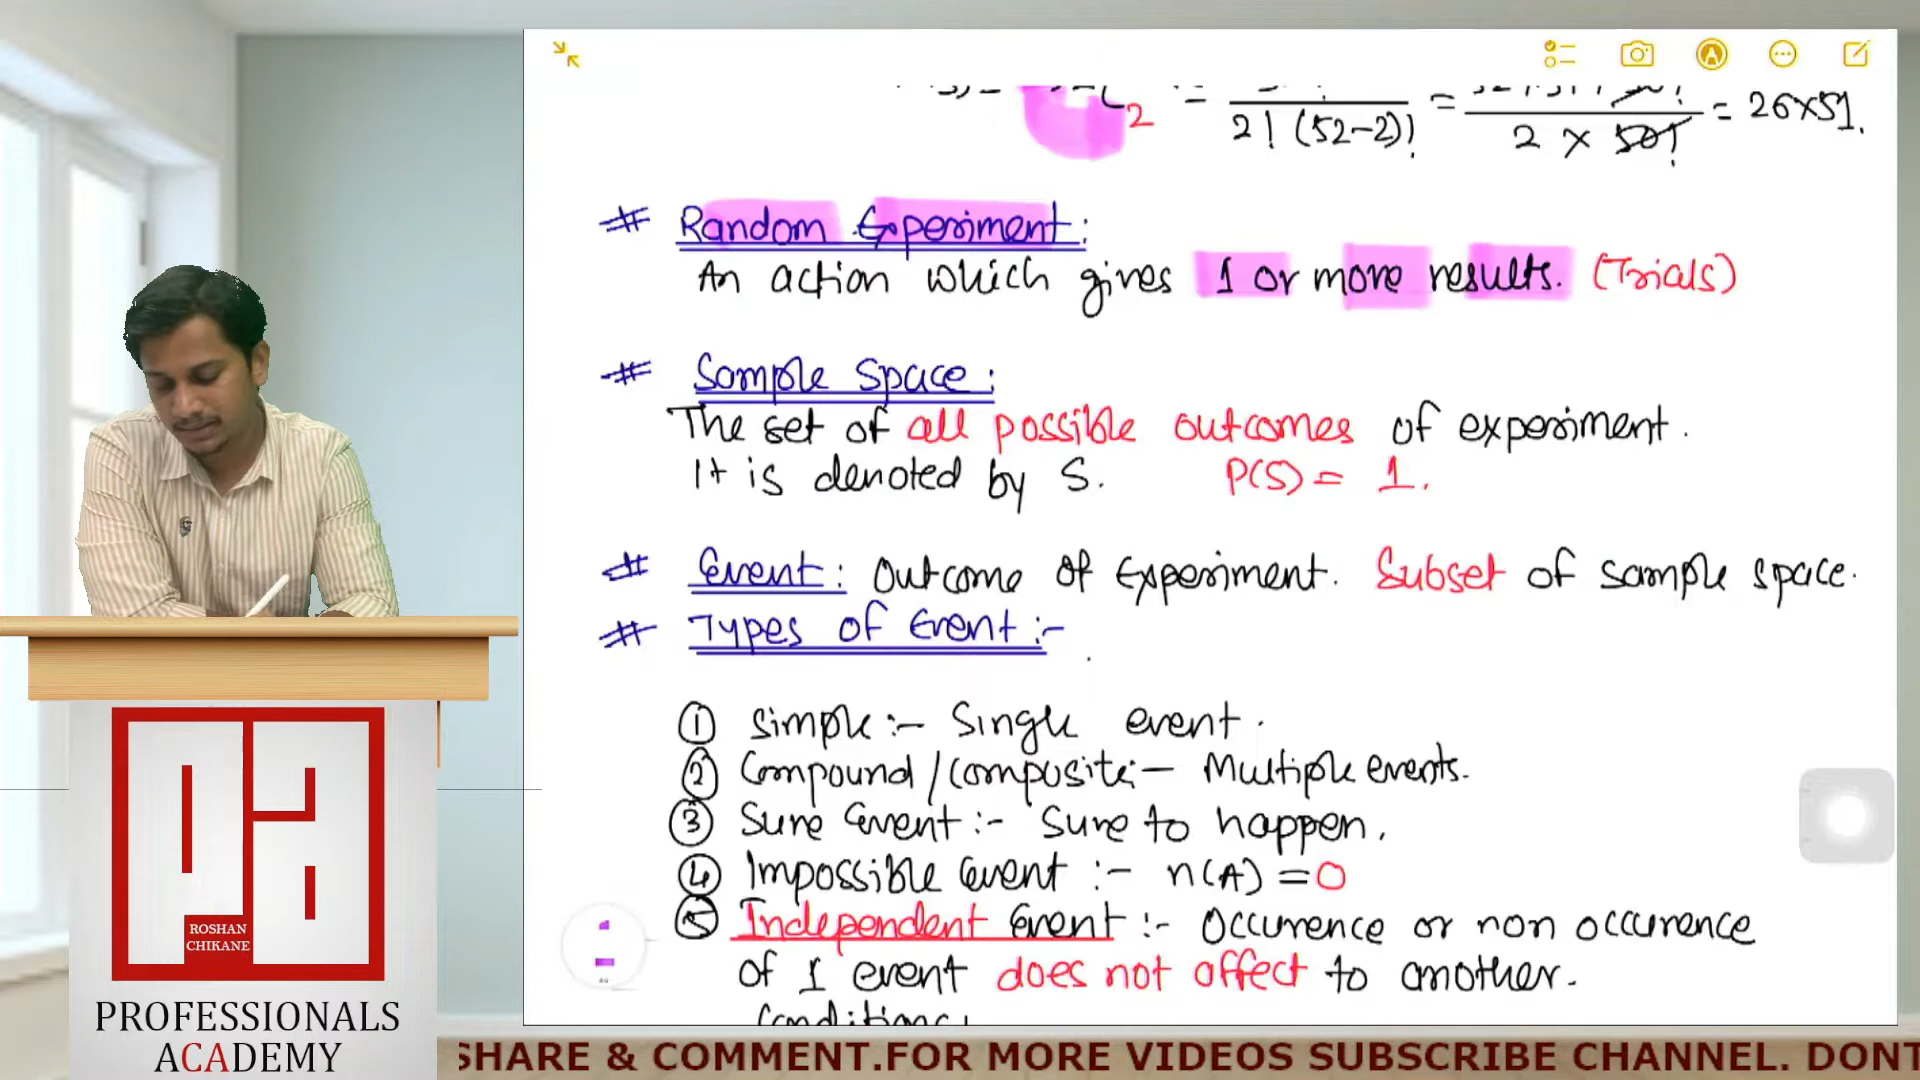 2
2! (52-2)! = 2 × 50! = 26×51.
# Random Experiment:
An action which gives 1 or more results. (Trials)
# Sample Space:
The set of all possible outcomes of experiment.
It is denoted by S. P(S) = 1.
# Event: Outcome of Experiment. Subset of sample space.
# Types of Event:-
① Simple:- Single event.
② Compound/composite:- Multiple events.
③ Sure event:- Sure to happen.
④ Impossible event :- n(A) = 0
⑤ Independent Event :- Occurence or non occurence
of 1 event does not affect to another.
Conditions:
ROSHAN
CHIKANE
PROFESSIONALS
ACADEMY
SHARE & COMMENT.FOR MORE VIDEOS SUBSCRIBE CHANNEL. DONT